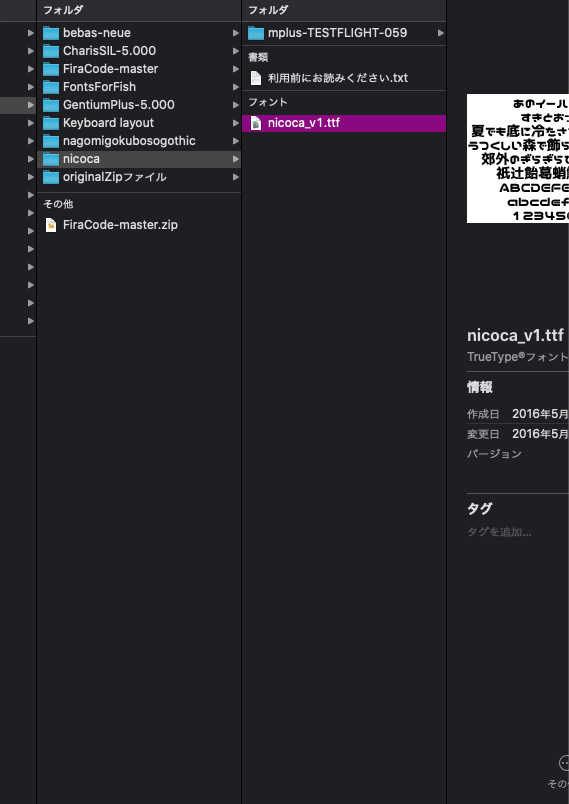 フォルダ
bebas-neue
CharisSIL-5.000
FiraCode-master
FontsForFish
GentiumPlus-5.000
Keyboard layout
nagomigokubosogothic
nicoca
originalZipファイル
その他
FiraCode-master.zip
フォルダ
mplus-TESTFLIGHT-059
書類
利用前にお読みください.txt
フォント
nicoca_v1.ttf
あのイール
すきとおっ
夏でも底に冷たさ
うつくしい森で飾ら
郊外のぎらぎらて
祇辻飴葛蛸鯖
ABCDEFG
abcdef
123456
nicoca_v1.ttf
TrueType®フォント
情報
作成日 2016年5月
変更日 2016年5月
バージョン
タグ
タグを追加...
その